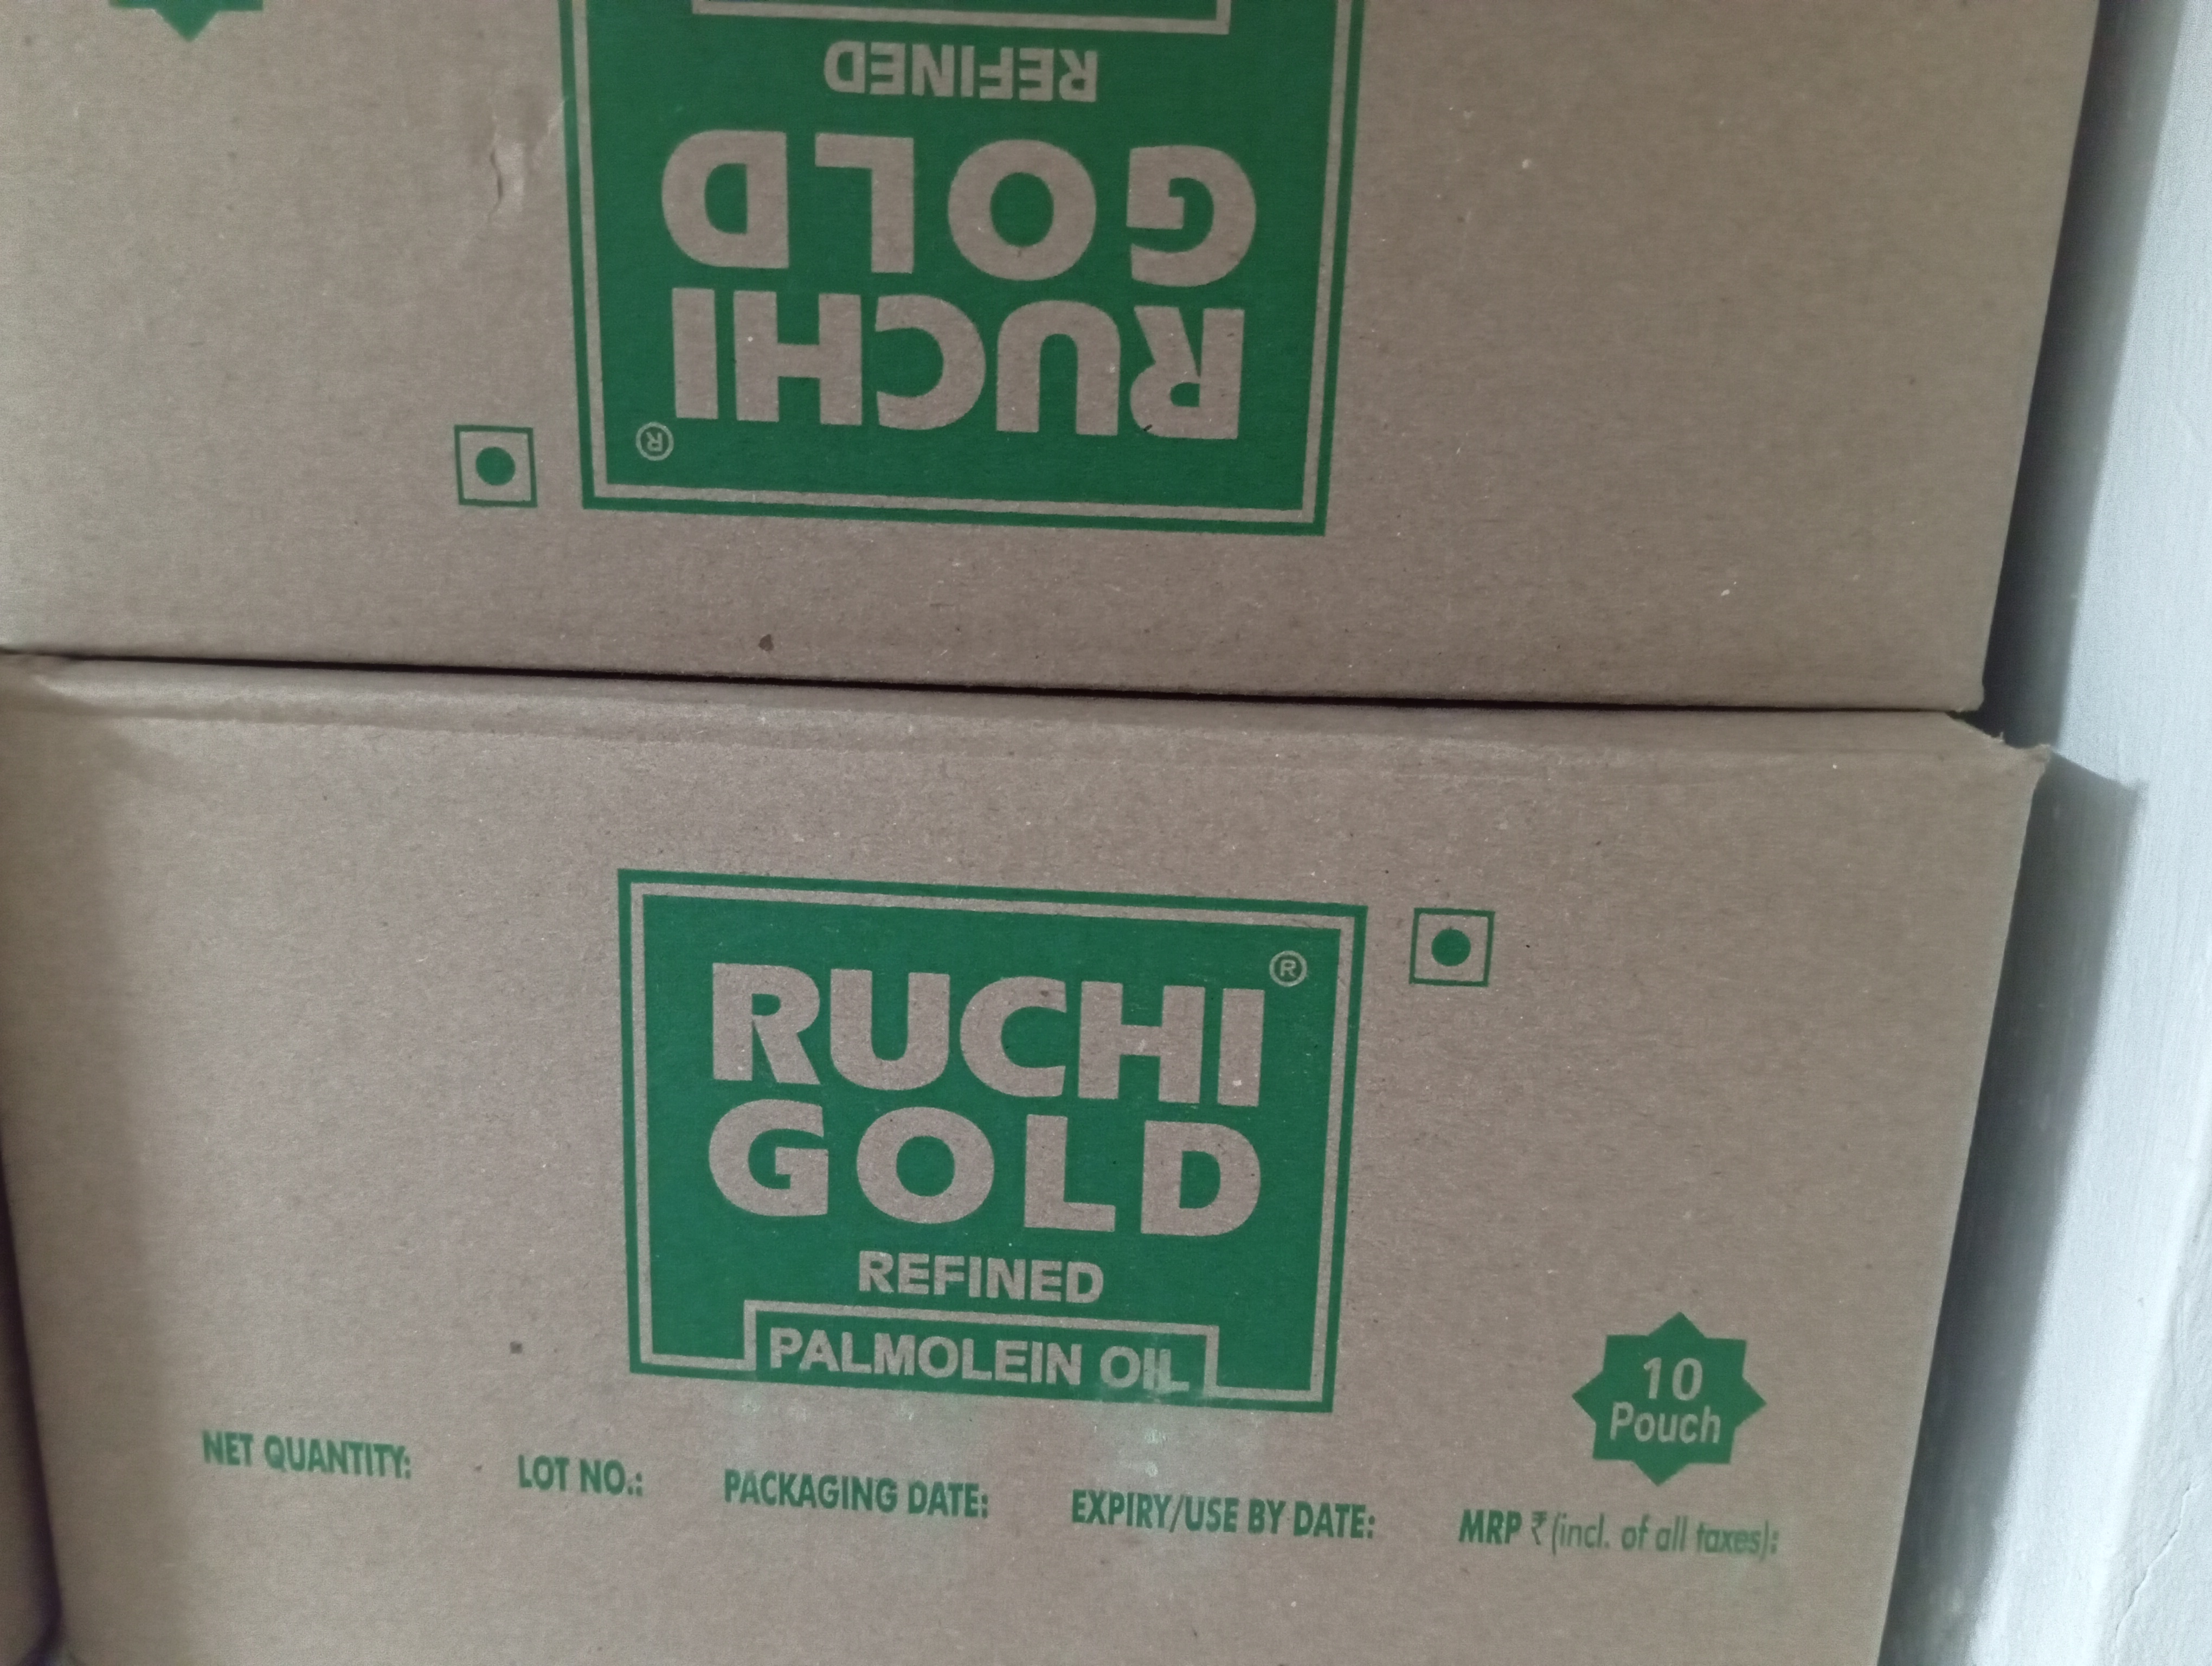 REFINED
GOLD
RUCHI
®
RUCHI ®
GOLD
REFINED
PALMOLEIN OIL
10
Pouch
NET QUANTITY: LOT NO.: PACKAGING DATE: EXPIRY/USE BY DATE: MRP ₹ (incl. of all taxes):